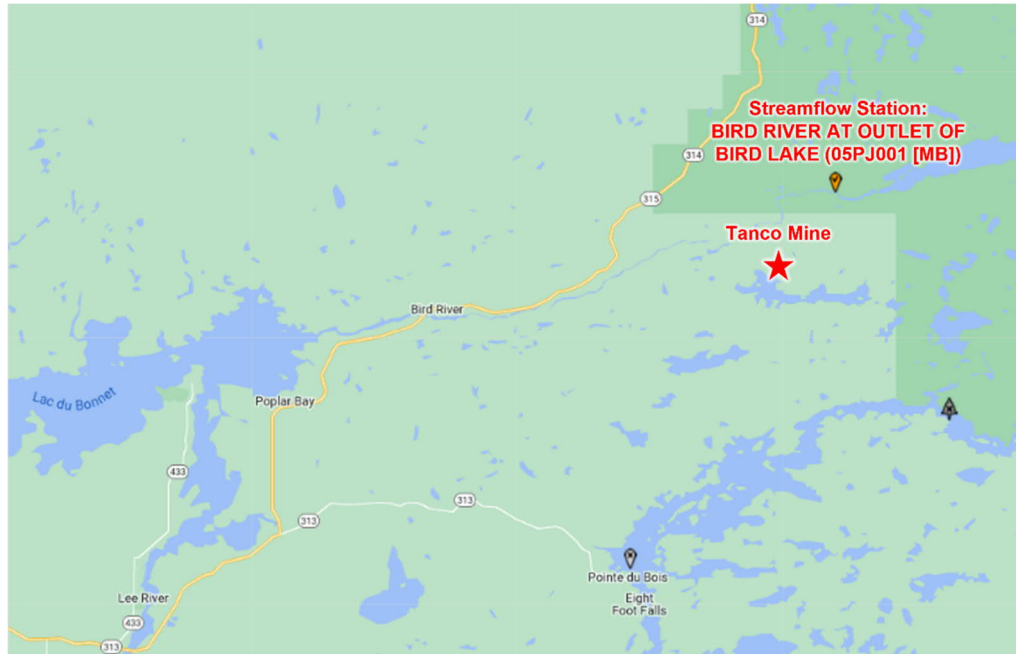 314
Streamflow Station:
BIRD RIVER AT OUTLET OF
BIRD LAKE (05PJ001 [MB])
314
315
Tanco Mine
Bird River
Lac du Bonnet
Poplar Bay
433
313
313
Pointe du Bois
Eight
Foot Falls
Lee River
433
313